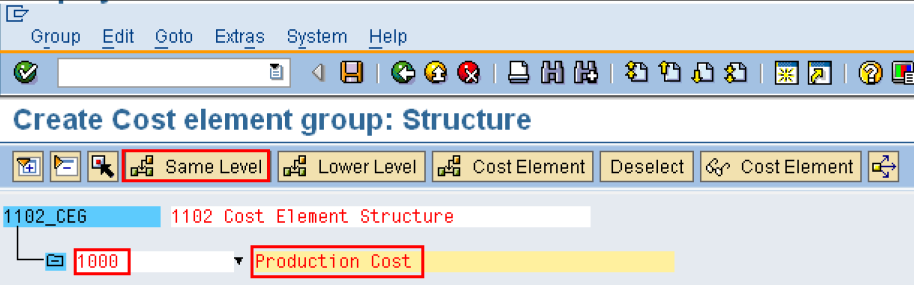 Group Edit Goto Extras System Help
Create Cost element group: Structure
Same Level Lower Level Cost Element Deselect Cost Element
1102_CEG 1102 Cost Element Structure
1000 Production Cost